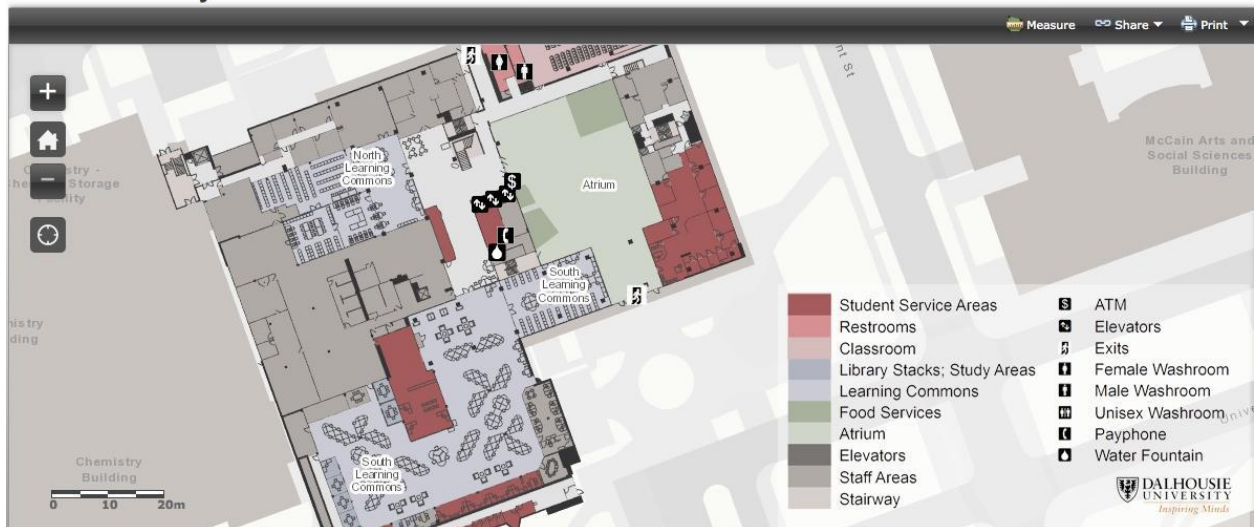 Measure
Share
Print
North
Learning
Commons
Atrium
McCain Arts and
Social Sciences
Building
Storage
South
Learning
Commons
Student Service Areas
Restrooms
Classroom
Library Stacks; Study Areas
Learning Commons
Food Services
Atrium
Elevators
Staff Areas
Stairway
ATM
Elevators
Exits
Female Washroom
Male Washroom
Unisex Washroom
Payphone
Water Fountain
South
Learning
Commons
Chemistry
Building
0 10 20m
DALHOUSIE
UNIVERSITY
Inspiring Minds